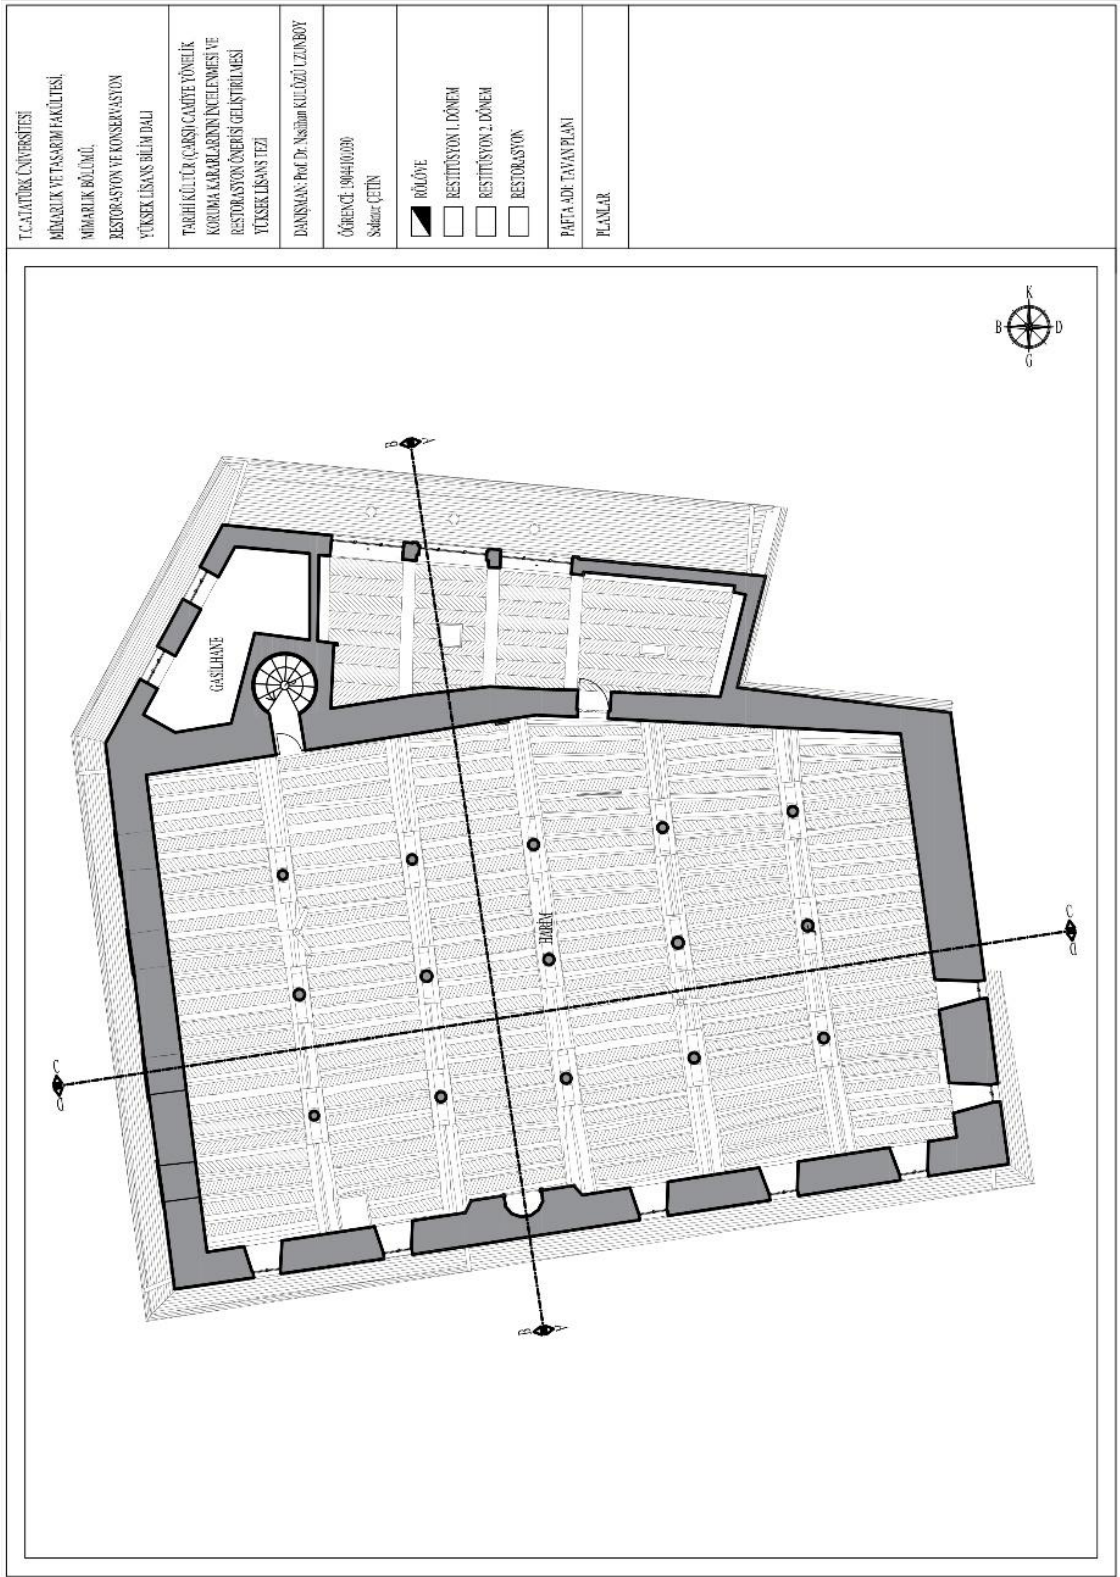 T.C.ATATÜRK ÜNİVERSİTESİ
MİMARLIK VE TASARIM FAKÜLTESİ,
MİMARLIK BÖLÜMÜ,
RESTORASYON VE KONSERVASYON
YÜKSEK LİSANS BİLİM DALI
TARİHİ KÜLTÜR (ÇARŞI) CAMİYE YÖNELİK
KORUMA KARARLARININ İNCELENMESİ VE
RESTORASYON ÖNERİSİ GELİŞTİRİLMESİ
YÜKSEK LİSANS TEZİ
DANIŞMAN: Prof. Dr. Neslihan KULÖZÜ UZUNBOY
ÖĞRENCİ: 19044101030
Sedanur ÇETİN
RÖLÖVE
RESTİTÜSYON 1. DÖNEM
RESTİTÜSYON 2. DÖNEM
RESTORASYON
PAFTA ADI: TAVAN PLANI
PLANLAR
K
B
D
G
B
A
GASİLHANE
HARİM
C
D
C
D
B
A